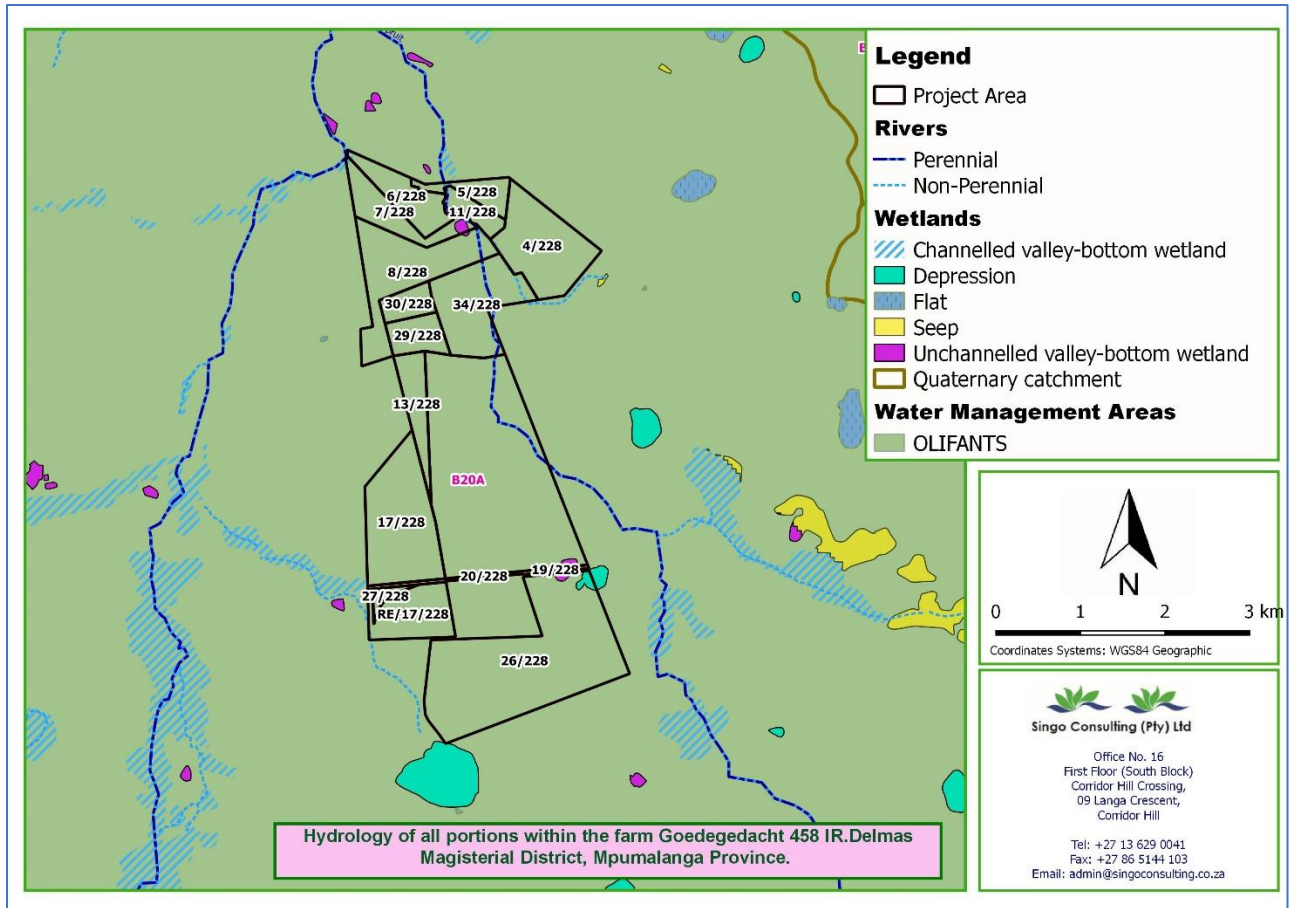 Legend
Project Area
Rivers
Perennial
Non-Perennial
Wetlands
Channelled valley-bottom wetland
Depression
Flat
Seep
Unchannelled valley-bottom wetland
Quaternary catchment
Water Management Areas
OLIFANTS
6/228
5/228
7/228
11/228
4/228
8/228
30/228
34/228
29/228
13/228
B20A
17/228
19/228
20/228
27/228
RE/17/228
26/228
N
0 1 2 3 km
Coordinates Systems: WGS84 Geographic
Singo Consulting (Pty) Ltd
Office No. 16
First Floor (South Block)
Corridor Hill Crossing,
09 Langa Crescent,
Corridor Hill
Tel: +27 13 629 0041
Fax: +27 86 5144 103
Email: admin@singoconsulting.co.za
Hydrology of all portions within the farm Goedegedacht 458 IR.Delmas
Magisterial District, Mpumalanga Province.